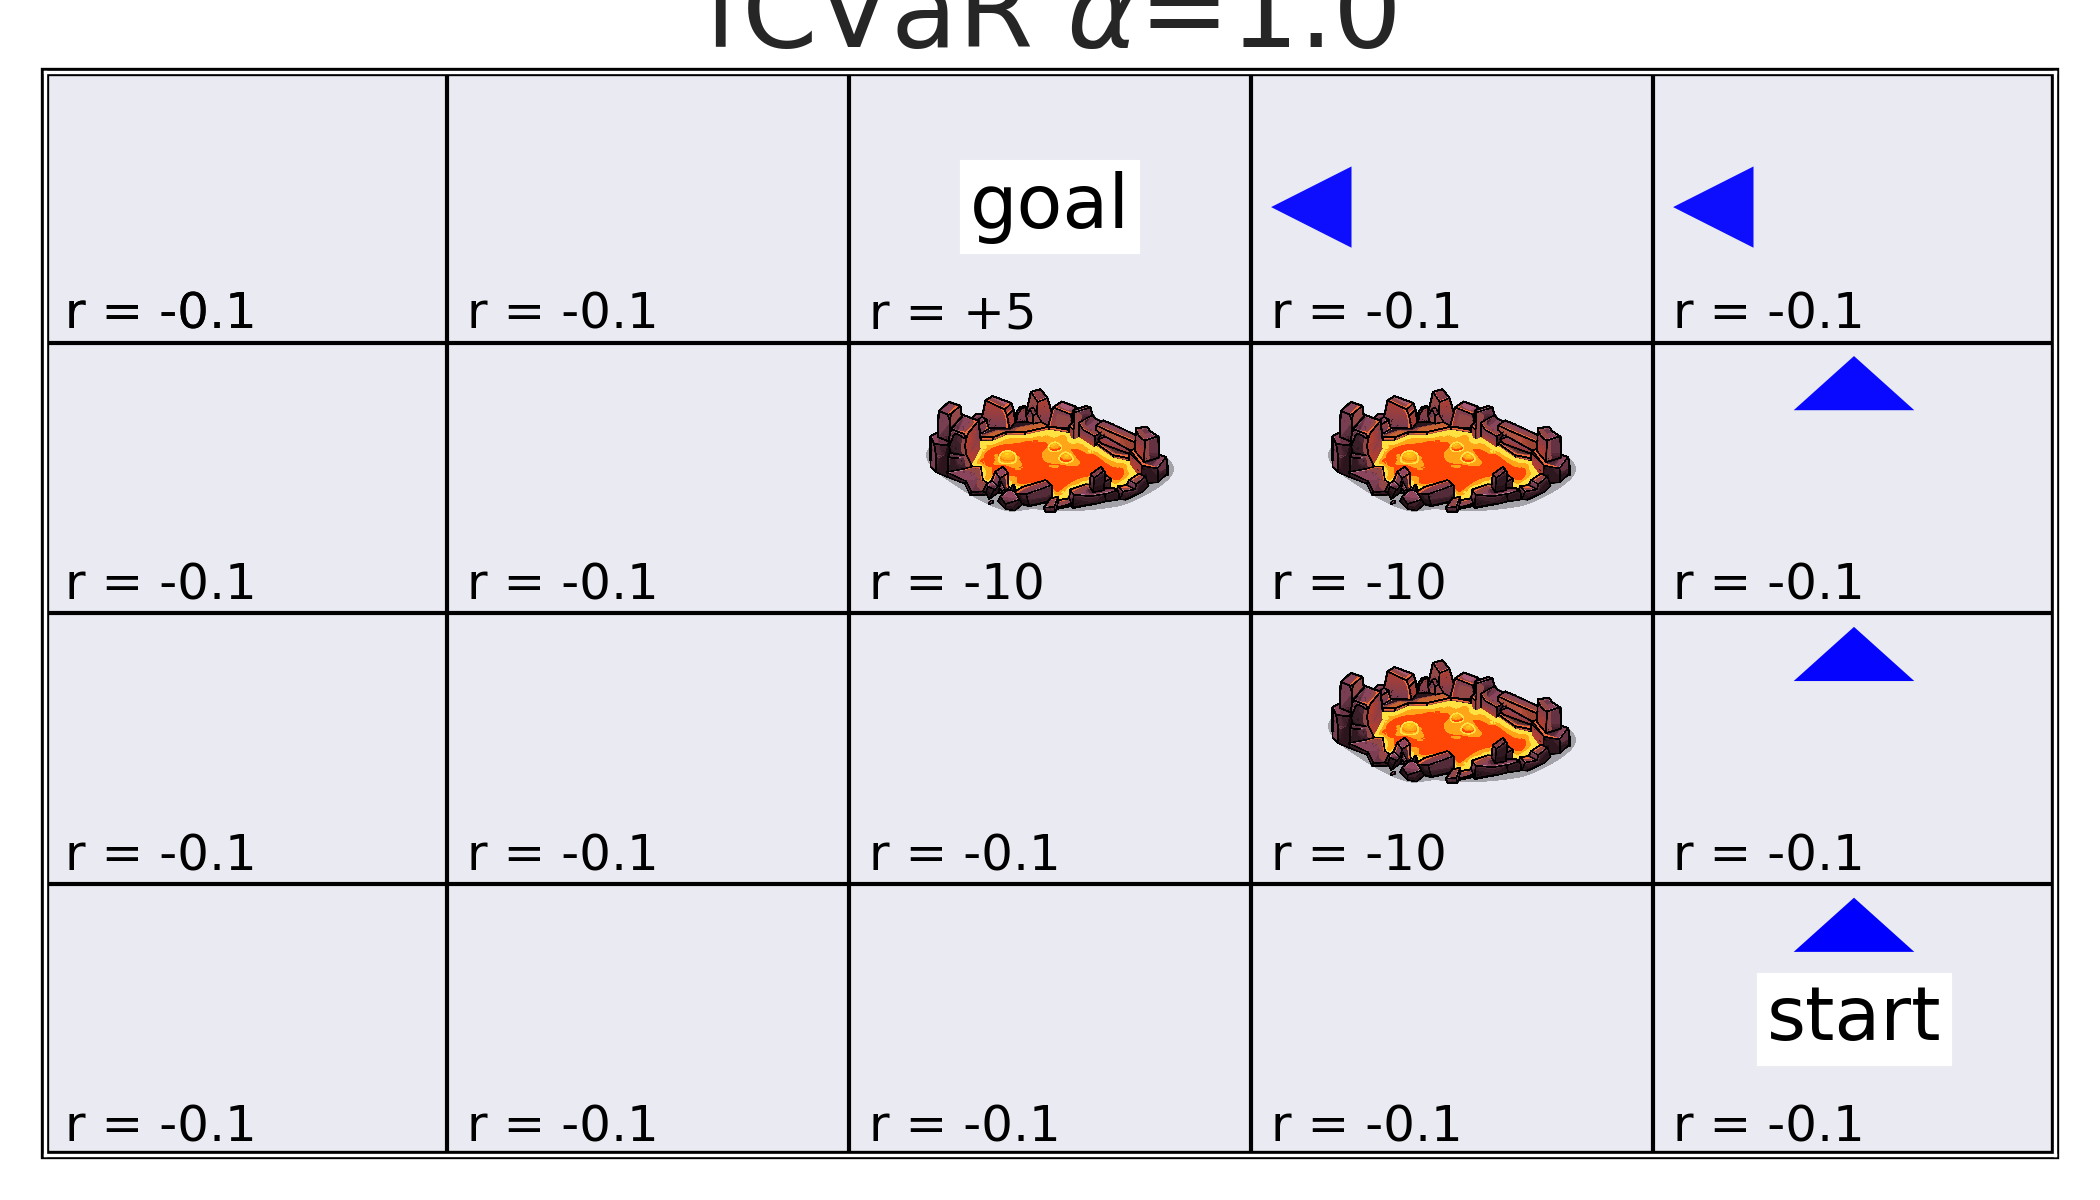 iCVaR α=1.0
goal
r = -0.1 r = -0.1 r = +5 r = -0.1 r = -0.1
r = -0.1 r = -0.1 r = -10 r = -10 r = -0.1
r = -0.1 r = -0.1 r = -0.1 r = -10 r = -0.1
start
r = -0.1 r = -0.1 r = -0.1 r = -0.1 r = -0.1